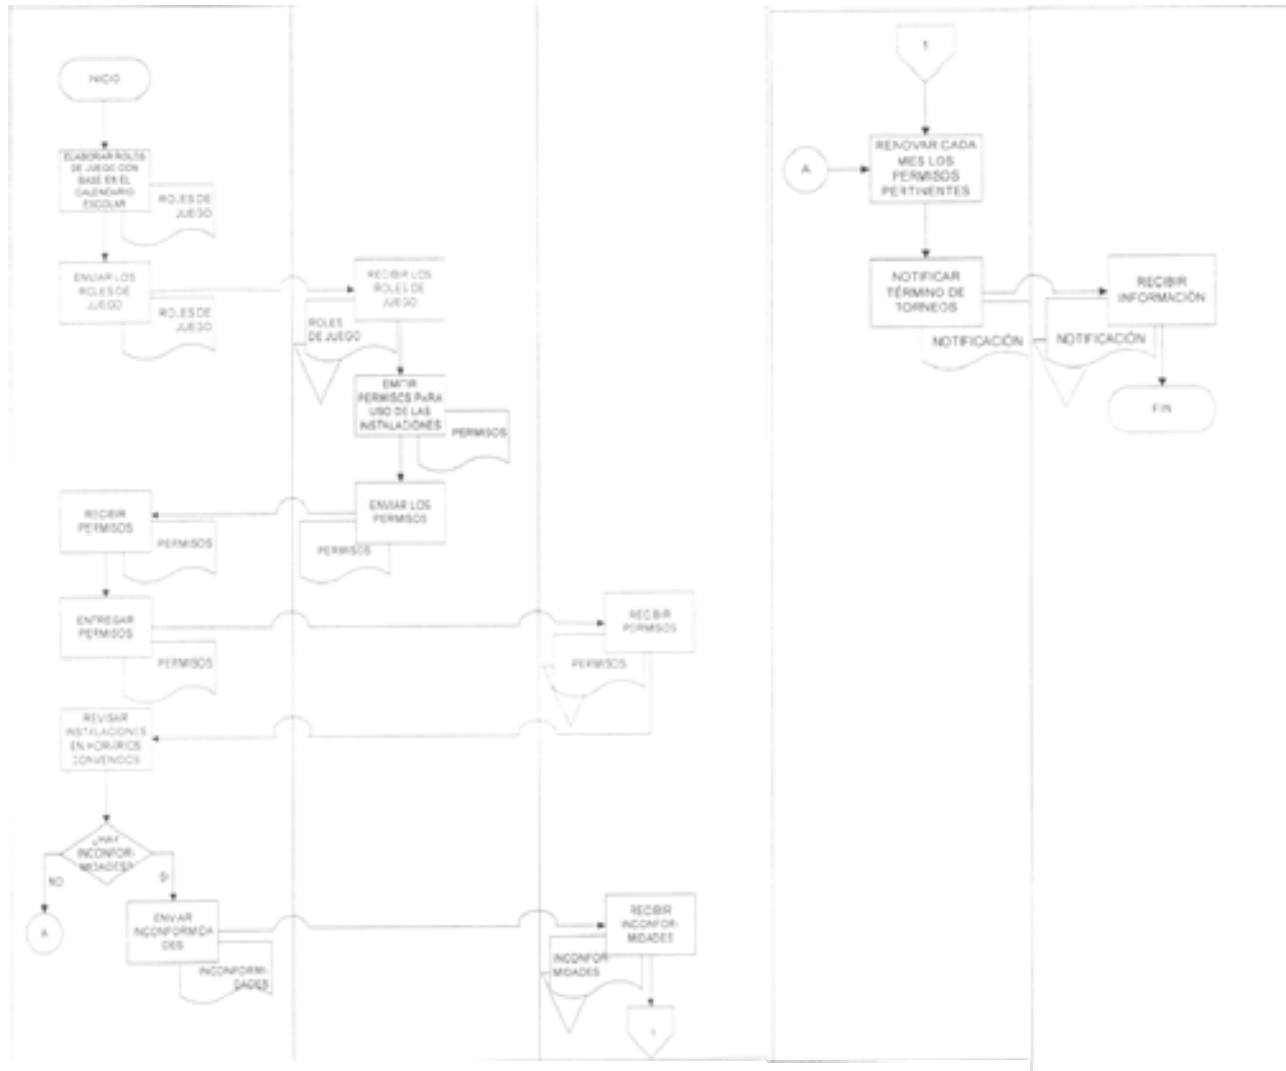 INICIO
ELABORAR ROLES
DE JUEGO CON
BASE EN EL
CALENDARIO
ESCOLAR
ROLES DE
JUEGO
ENVIAR LOS
ROLES DE
JUEGO
ROLES DE
JUEGO
RECIBIR LOS
ROLES DE
JUEGO
ROLES
DE JUEGO
EMITIR
PERMISOS PARA
USO DE LAS
INSTALACIONES
PERMISOS
ENVIAR LOS
PERMISOS
PERMISOS
RECIBIR
PERMISOS
PERMISOS
ENTREGAR
PERMISOS
PERMISOS
RECIBIR
PERMISOS
PERMISOS
REVISAR
INSTALACIONES
EN HORARIOS
CONVENIDOS
¿HAY
INCONFOR-
MIDADES?
NO
SI
A
ENVIAR
INCONFORMIDA
DES
INCONFORMI-
DADES
RECIBIR
INCONFOR-
MIDADES
INCONFOR-
MIDADES
1
1
A
RENOVAR CADA
MES LOS
PERMISOS
PERTINENTES
NOTIFICAR
TÉRMINO DE
TORNEOS
NOTIFICACIÓN
RECIBIR
INFORMACIÓN
NOTIFICACIÓN
FIN